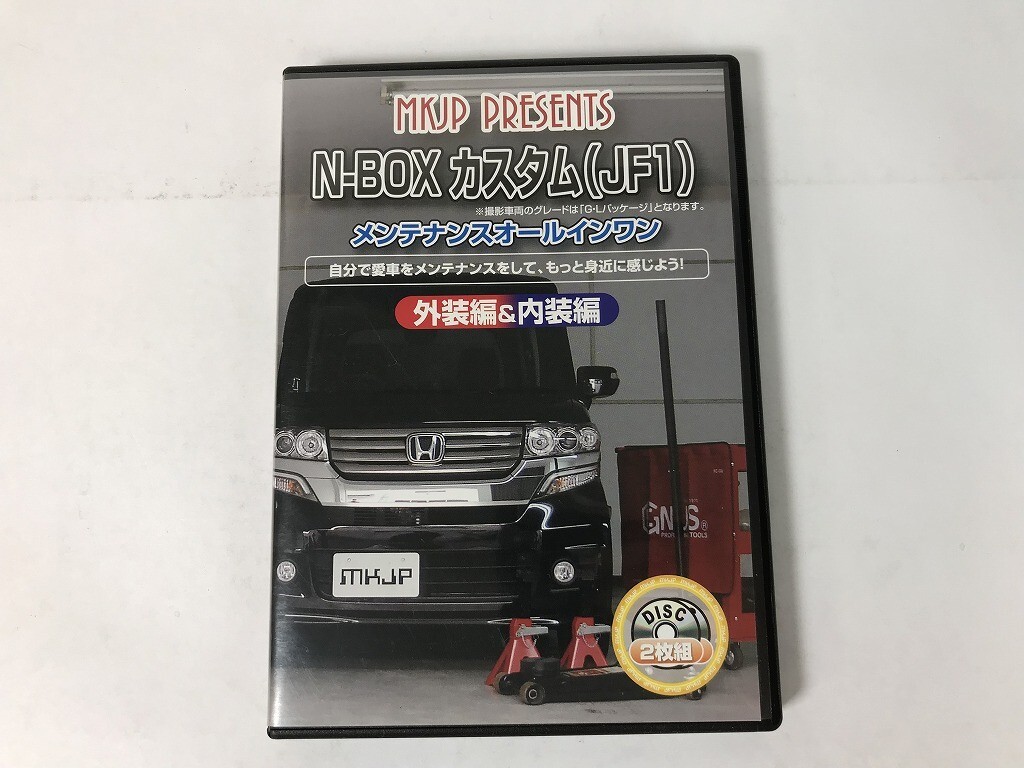 MKJP PRESENTS
N-BOX カスタム(JF1)
※撮影車両のグレードは「G・Lパッケージ」となります。
メンテナンスオールインワン
自分で愛車をメンテナンスをして、もっと身近に感じよう!
外装編&内装編
GNUS®
MKJP
DISC
2枚組